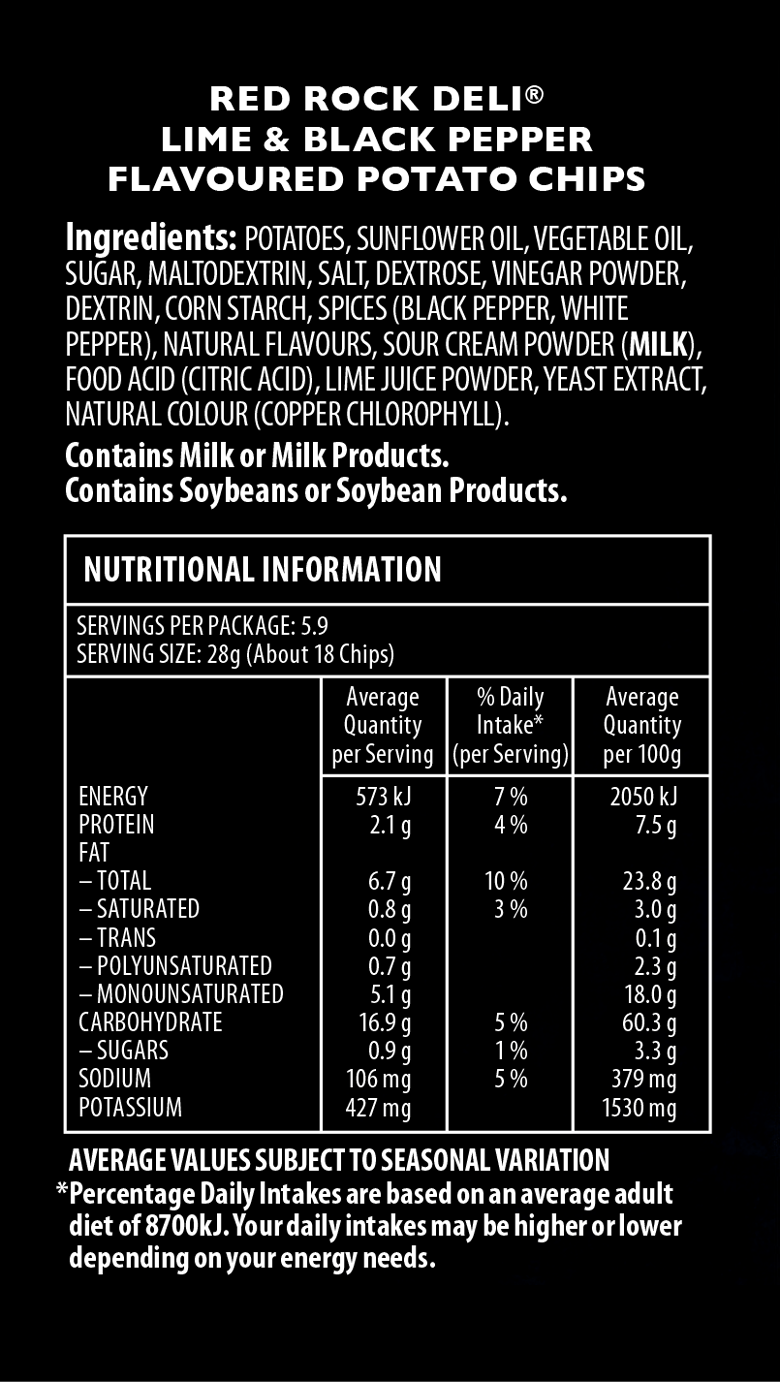 RED ROCK DELI®
LIME & BLACK PEPPER
FLAVOURED POTATO CHIPS
Ingredients: POTATOES, SUNFLOWER OIL, VEGETABLE OIL,
SUGAR, MALTODEXTRIN, SALT, DEXTROSE, VINEGAR POWDER,
DEXTRIN, CORN STARCH, SPICES (BLACK PEPPER, WHITE
PEPPER), NATURAL FLAVOURS, SOUR CREAM POWDER (MILK),
FOOD ACID (CITRIC ACID), LIME JUICE POWDER, YEAST EXTRACT,
NATURAL COLOUR (COPPER CHLOROPHYLL).
Contains Milk or Milk Products.
Contains Soybeans or Soybean Products.
NUTRITIONAL INFORMATION
SERVINGS PER PACKAGE: 5.9
SERVING SIZE: 28g (About 18 Chips)
Average % Daily Average
Quantity Intake* Quantity
per Serving (per Serving) per 100g
ENERGY 573 kJ 7 % 2050 kJ
PROTEIN 2.1 g 4 % 7.5 g
FAT
– TOTAL 6.7 g 10 % 23.8 g
– SATURATED 0.8 g 3 % 3.0 g
– TRANS 0.0 g 0.1 g
– POLYUNSATURATED 0.7 g 2.3 g
– MONOUNSATURATED 5.1 g 18.0 g
CARBOHYDRATE 16.9 g 5 % 60.3 g
– SUGARS 0.9 g 1 % 3.3 g
SODIUM 106 mg 5 % 379 mg
POTASSIUM 427 mg 1530 mg
AVERAGE VALUES SUBJECT TO SEASONAL VARIATION
*Percentage Daily Intakes are based on an average adult
diet of 8700kJ. Your daily intakes may be higher or lower
depending on your energy needs.